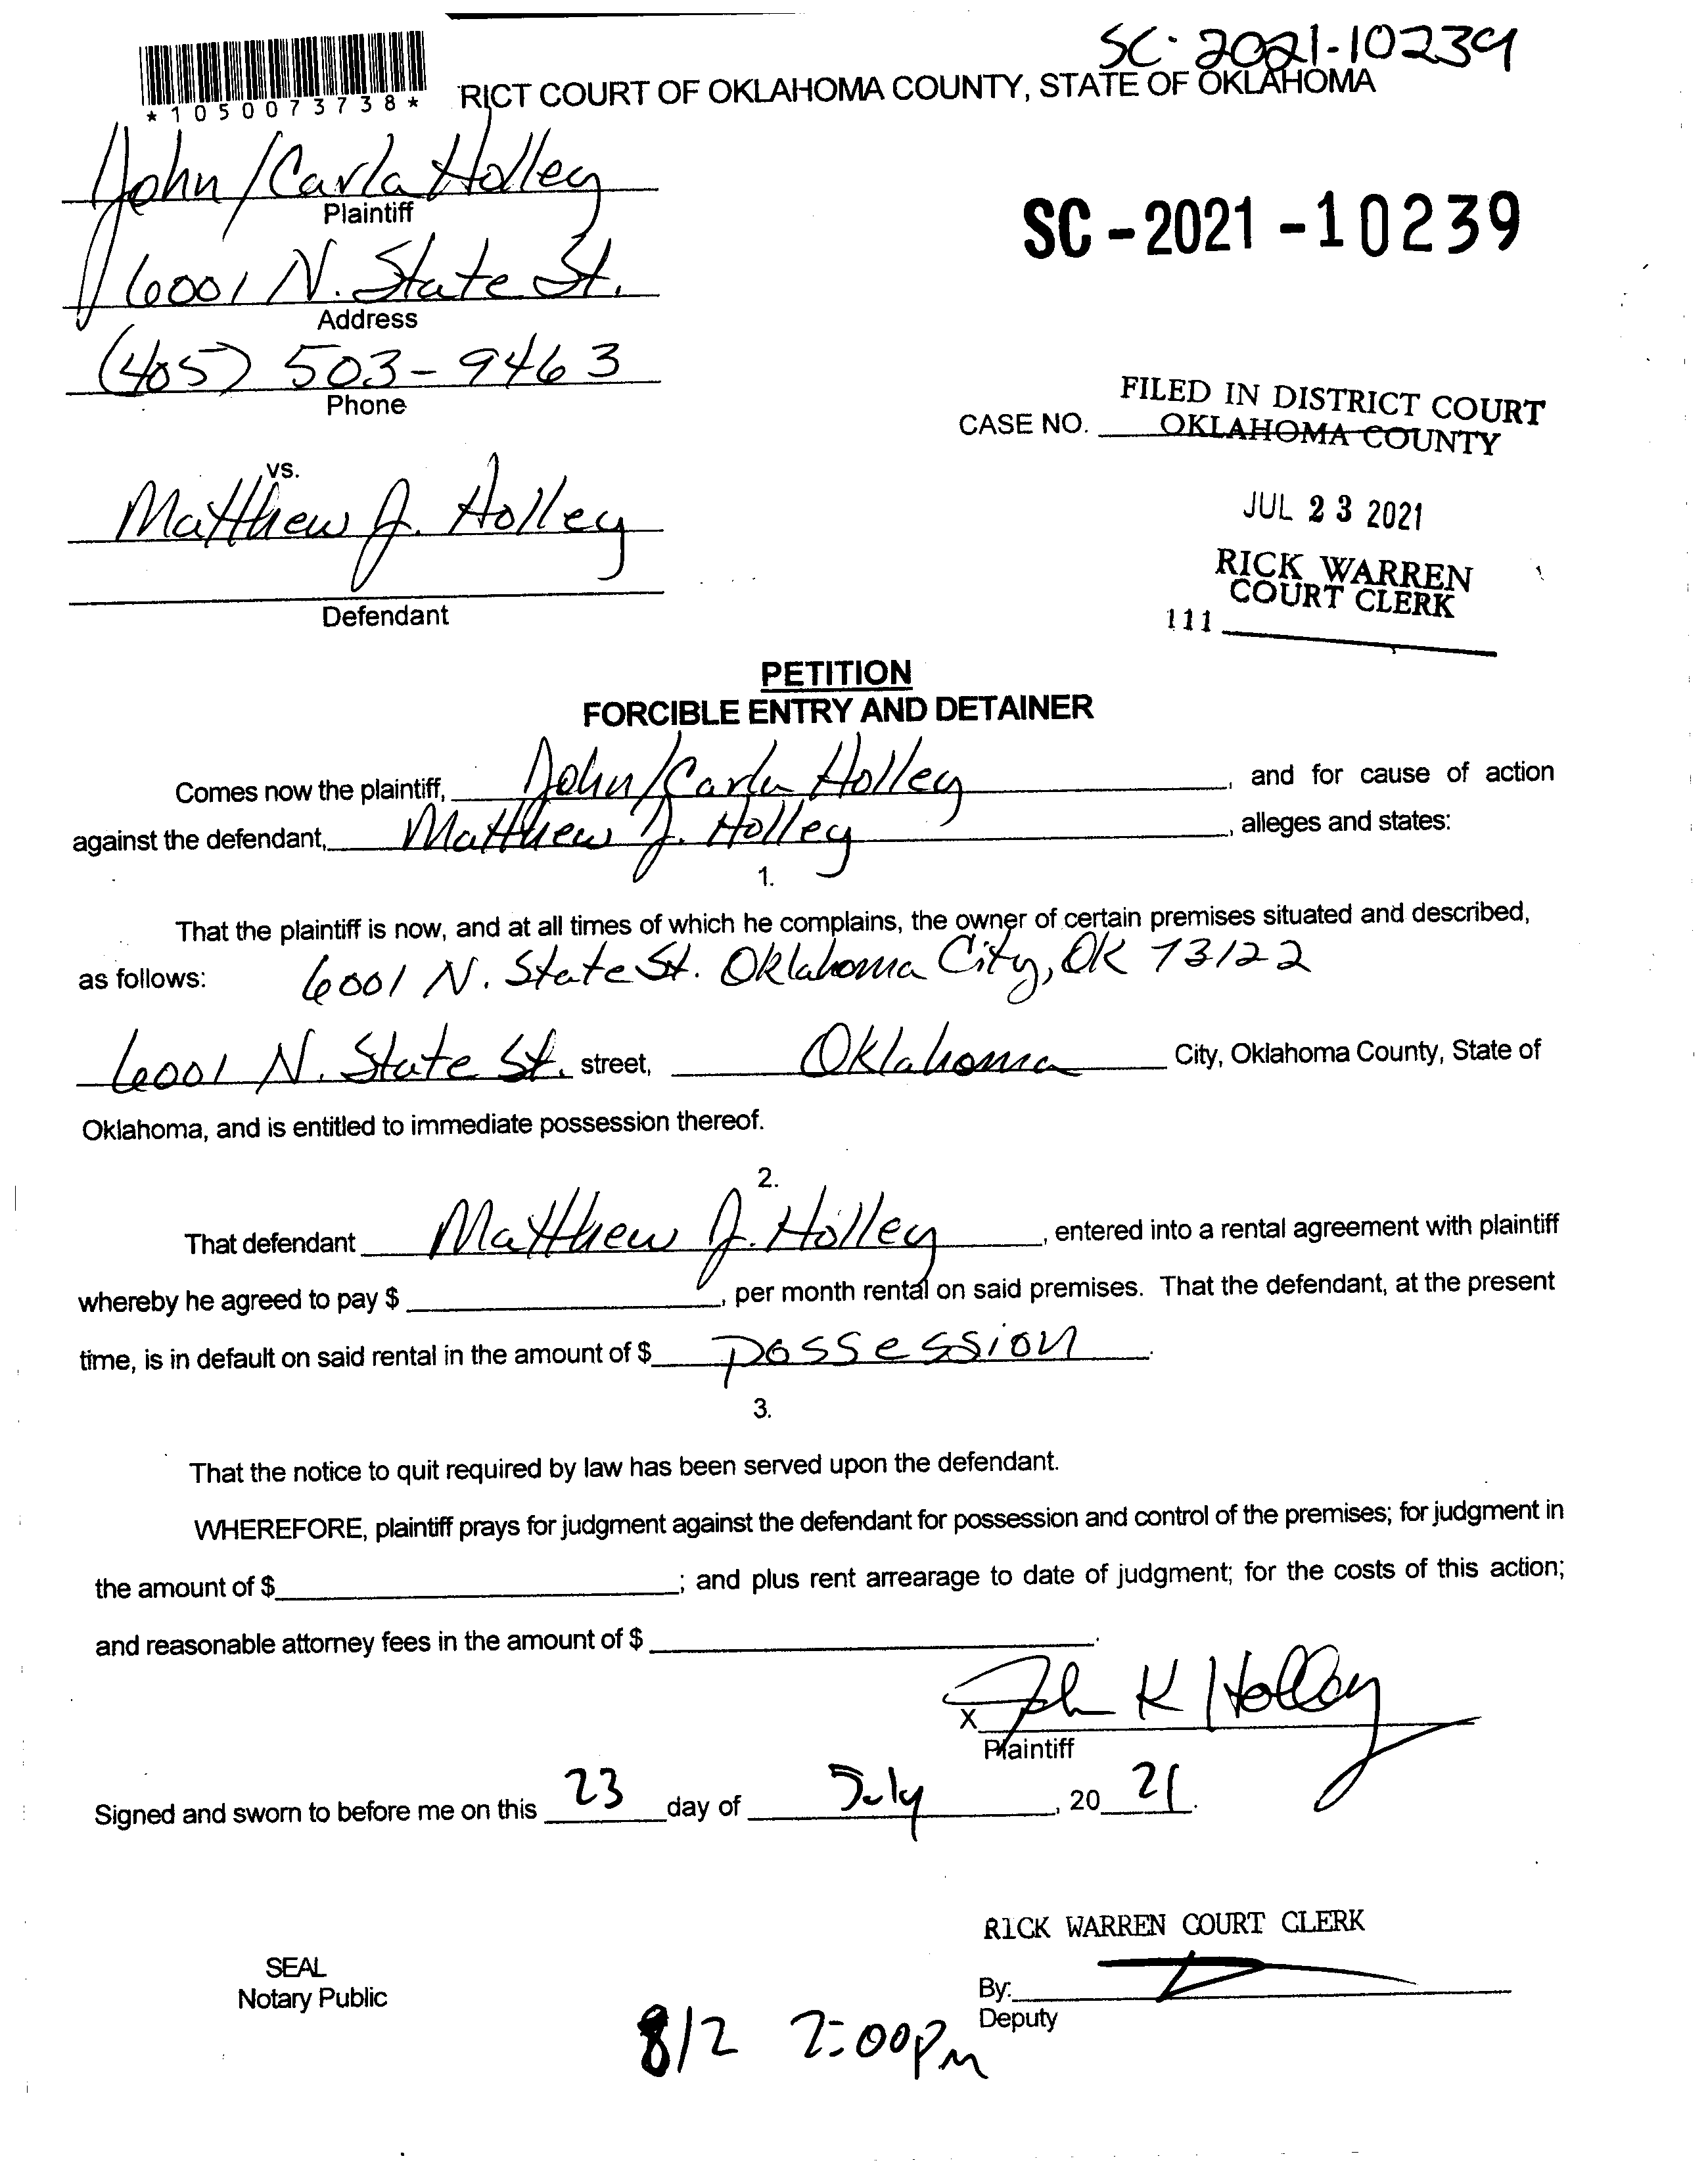 SC-2021-10239
*1050073738*
RICT COURT OF OKLAHOMA COUNTY, STATE OF OKLAHOMA
John/Carla Holley
Plaintiff
SC-2021-10239
6001 N. State St.
Address
(405) 503-9463
Phone
FILED IN DISTRICT COURT
CASE NO. OKLAHOMA COUNTY
vs.
Matthew J. Holley
JUL 23 2021
RICK WARREN
COURT CLERK
Defendant
111
PETITION
FORCIBLE ENTRY AND DETAINER
Comes now the plaintiff, John/Carla Holley, and for cause of action
against the defendant, Matthew J. Holley, alleges and states:
1.
That the plaintiff is now, and at all times of which he complains, the owner of certain premises situated and described,
as follows: 6001 N. State St. Oklahoma City, OK 73122
6001 N. State St. street, Oklahoma City, Oklahoma County, State of
Oklahoma, and is entitled to immediate possession thereof.
2.
That defendant Matthew J. Holley, entered into a rental agreement with plaintiff
whereby he agreed to pay $ , per month rental on said premises. That the defendant, at the present
time, is in default on said rental in the amount of $ possession.
3.
That the notice to quit required by law has been served upon the defendant.
WHEREFORE, plaintiff prays for judgment against the defendant for possession and control of the premises; for judgment in
the amount of $ ; and plus rent arrearage to date of judgment; for the costs of this action;
and reasonable attorney fees in the amount of $ .
X John K Holley
Plaintiff
Signed and sworn to before me on this 23 day of July, 20 21.
RICK WARREN COURT CLERK
SEAL
Notary Public
By:
Deputy
8/2 2:00pm